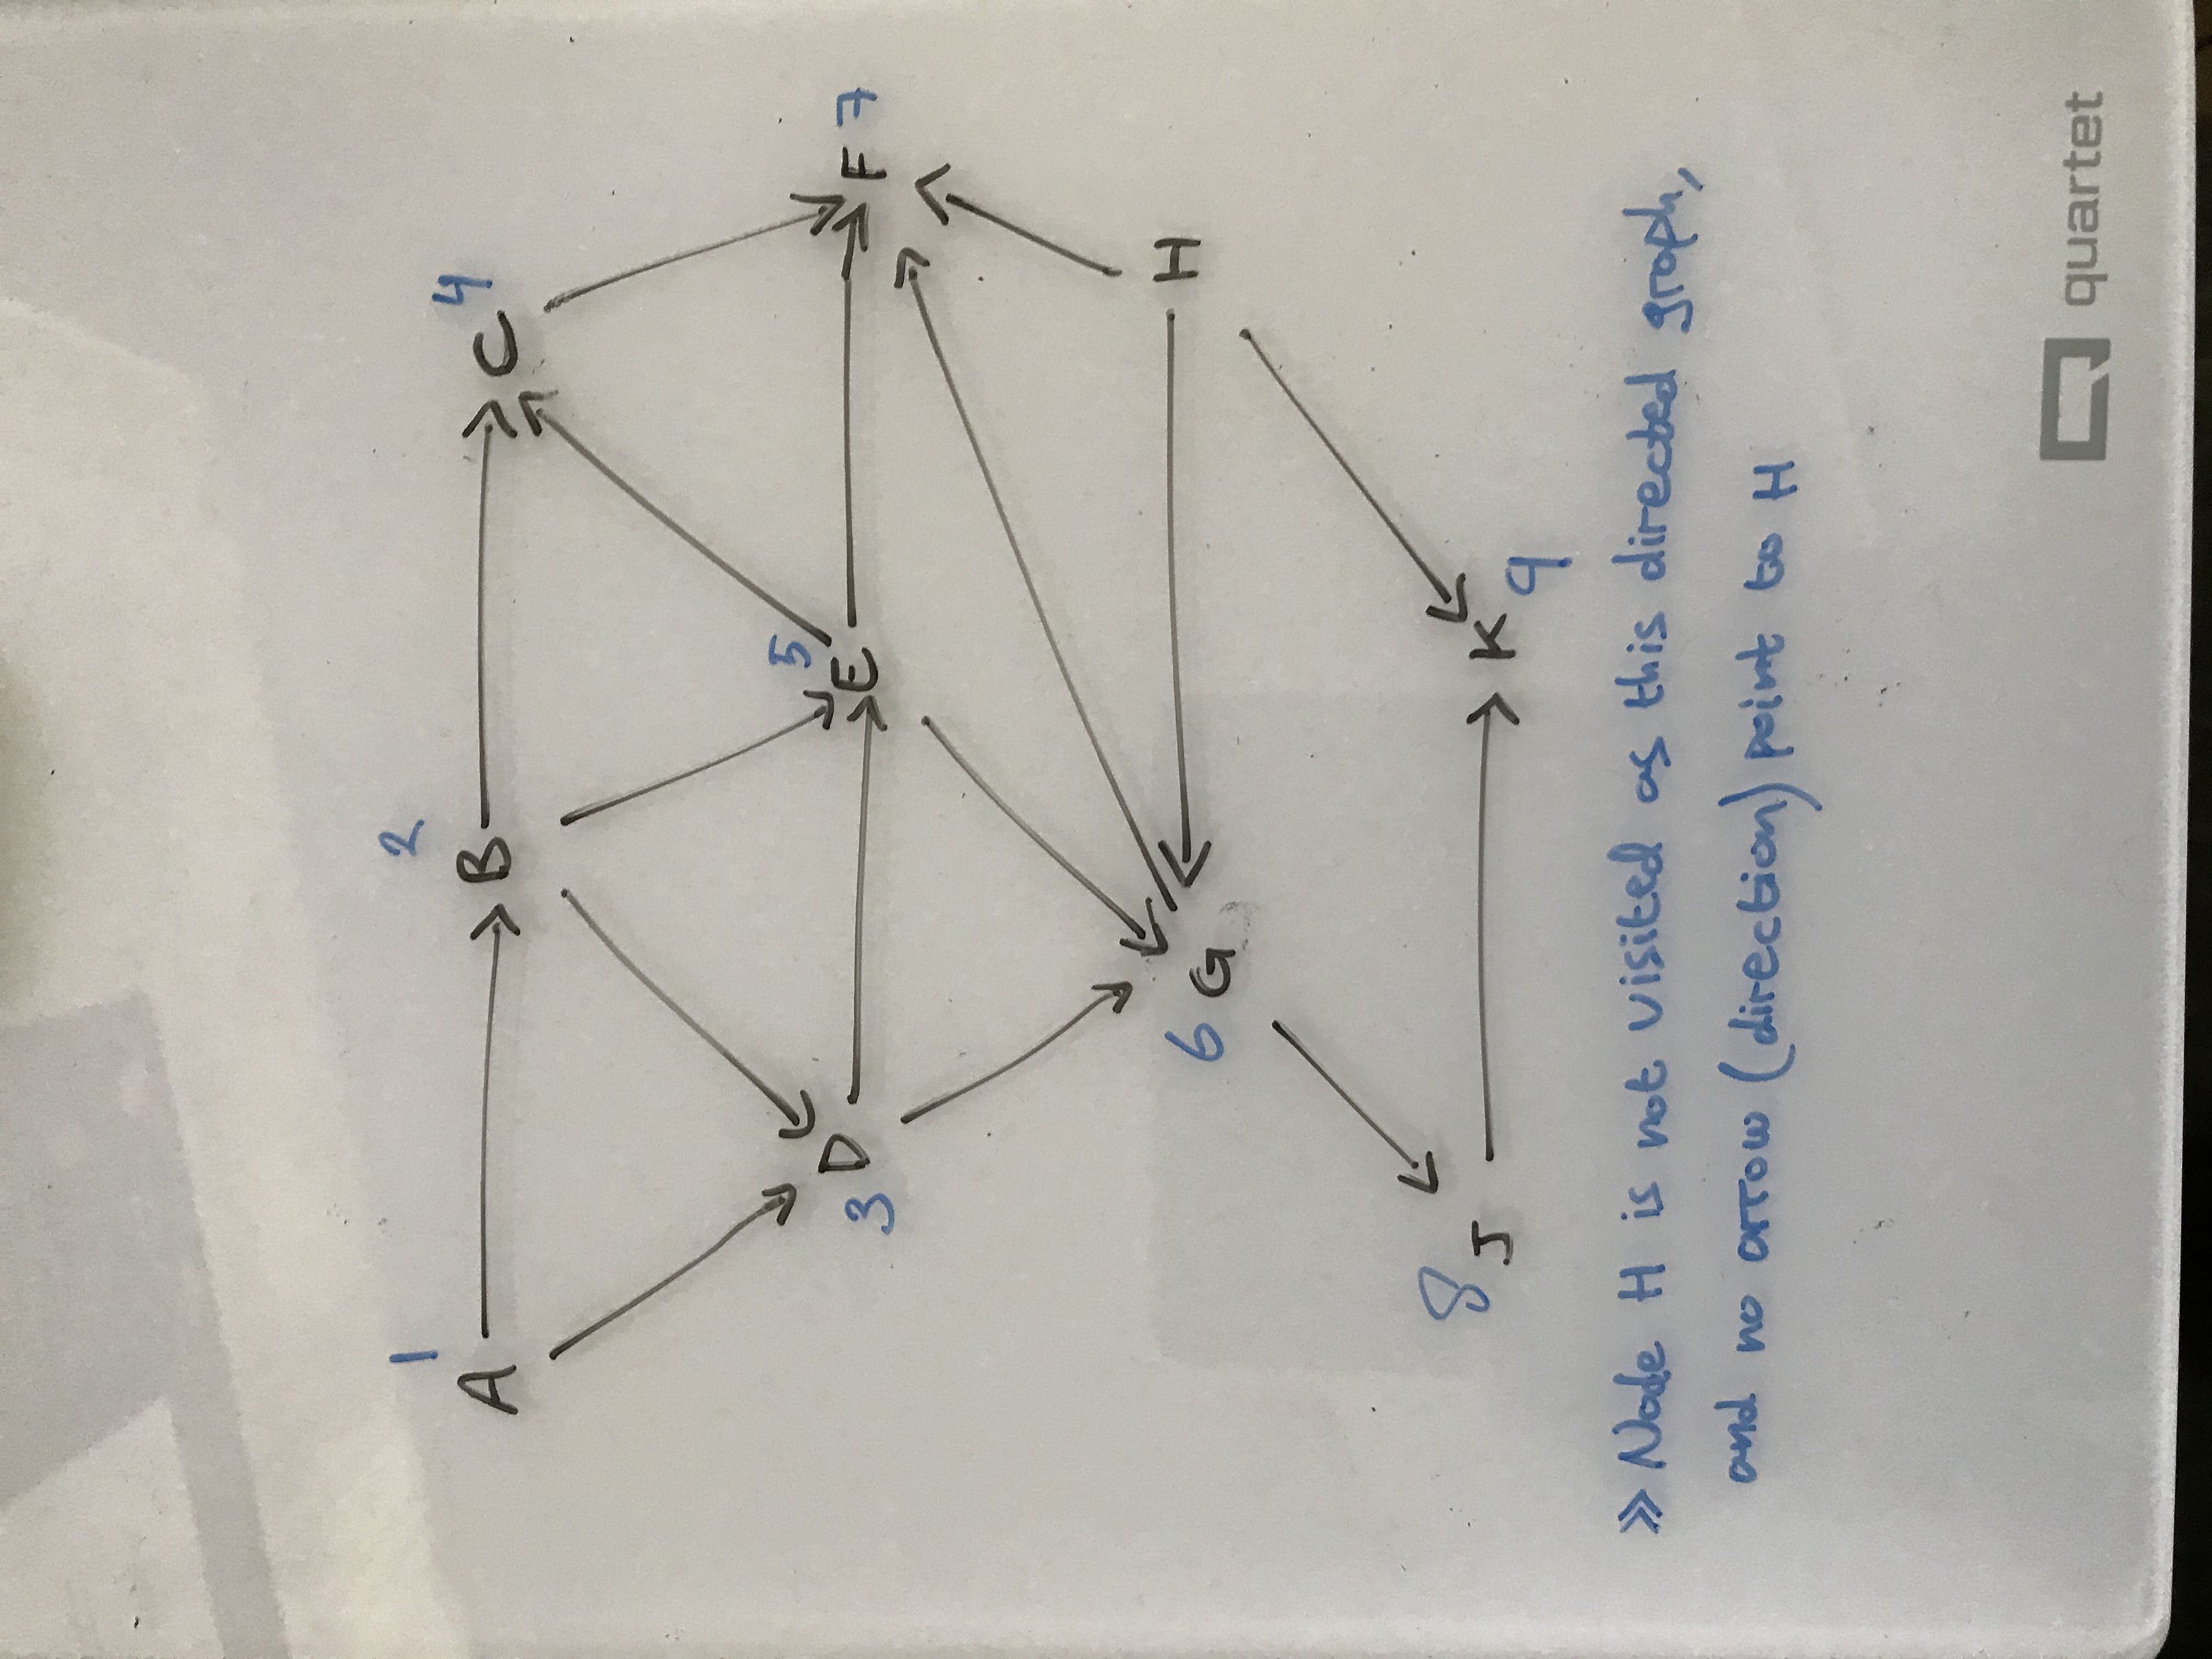 1 2
A B C 4
5
3 D E F 7
6 G H
8 J K
9
>> Node H is not visited as this directed graph,
and no arrow (direction) point to H
quartet